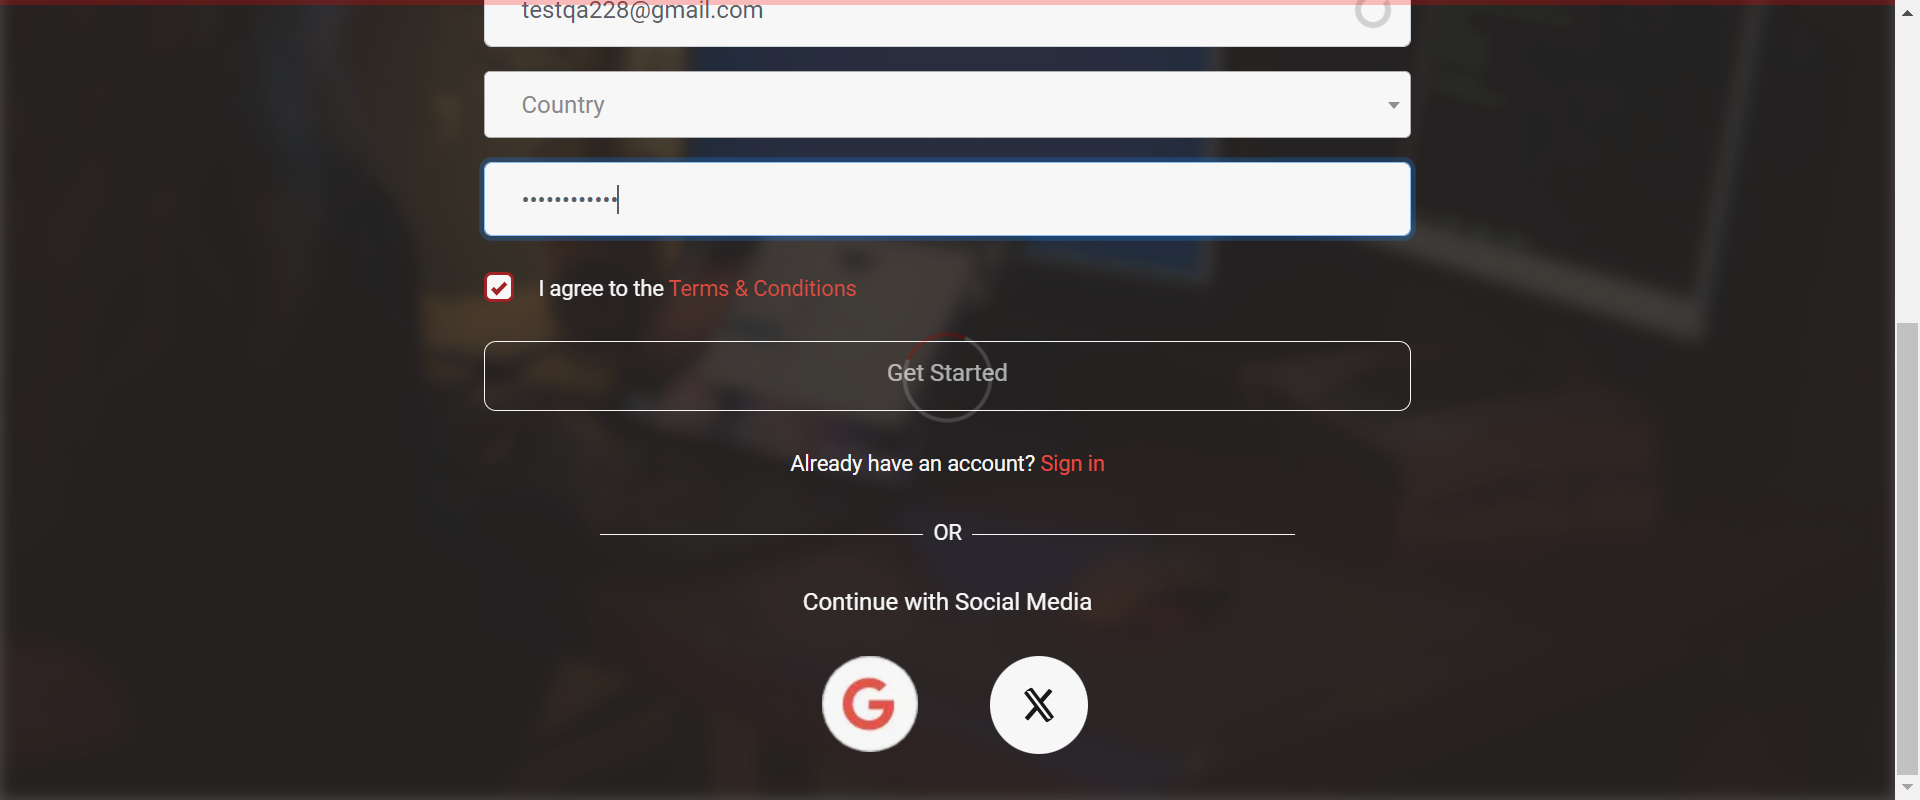 testqa228@gmail.com
Country
••••••••••••
I agree to the Terms & Conditions
Get Started
Already have an account? Sign in
OR
Continue with Social Media
G
X